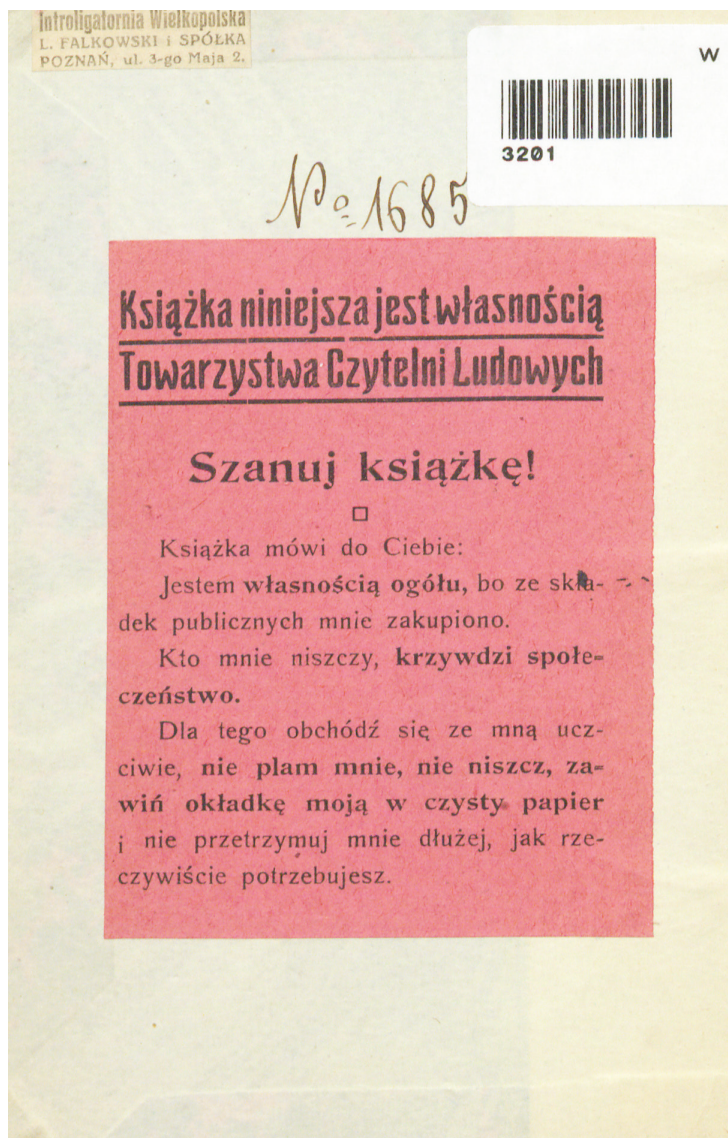 Introligatornia Wielkopolska
L. FALKOWSKI i SPÓŁKA
POZNAŃ, ul. 3-go Maja 2.
W
3201
No 1685
Książka niniejsza jest własnością
Towarzystwa Czytelni Ludowych
Szanuj książkę!
Książka mówi do Ciebie:
Jestem własnością ogółu, bo ze skła-
dek publicznych mnie zakupiono.
Kto mnie niszczy, krzywdzi społe-
czeństwo.
Dla tego obchódź się ze mną ucz-
ciwie, nie plam mnie, nie niszcz, za-
wiń okładkę moją w czysty papier
i nie przetrzymuj mnie dłużej, jak rze-
czywiście potrzebujesz.